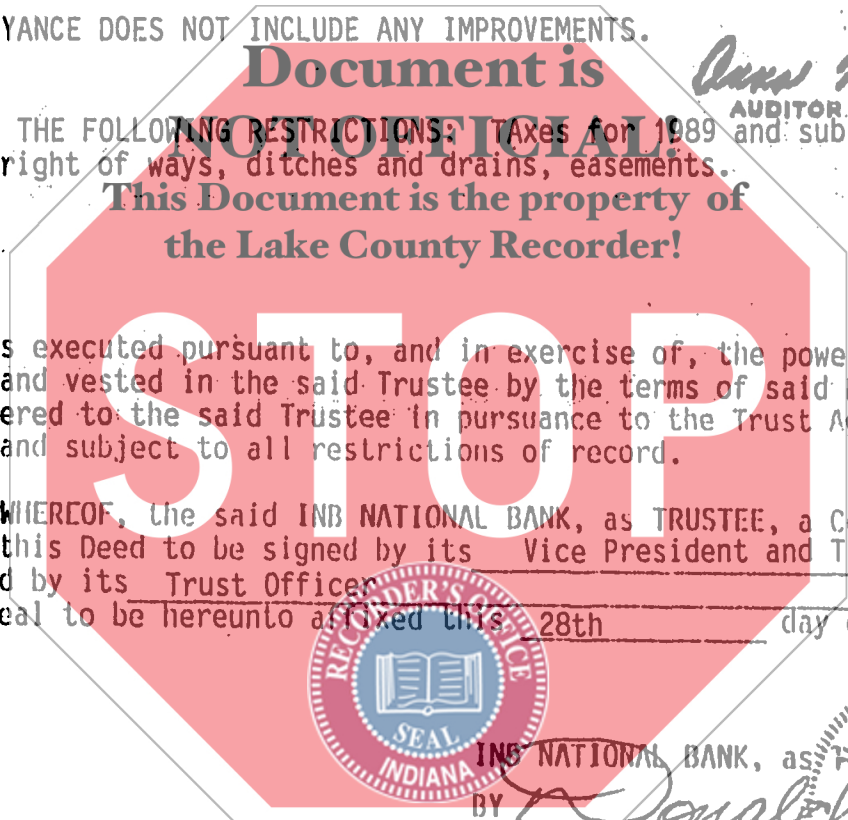 YANCE DOES NOT INCLUDE ANY IMPROVEMENTS.
Document is
AUDITOR
THE FOLLOWING RESTRICTIONS: TAxes for 1989 and sub
NOT OFFICIAL!
right of ways, ditches and drains, easements.
This Document is the property of
the Lake County Recorder!
STOP
s executed pursuant to, and in exercise of, the powe
and vested in the said Trustee by the terms of said
ered to the said Trustee in pursuance to the Trust A
and subject to all restrictions of record.
WHEREOF, the said INB NATIONAL BANK, as TRUSTEE, a C
this Deed to be signed by its Vice President and T
d by its Trust Officer
eal to be hereunto affixed this 28th day
RECORDER'S OFFICE
SEAL
INDIANA
INB NATIONAL BANK, as
BY